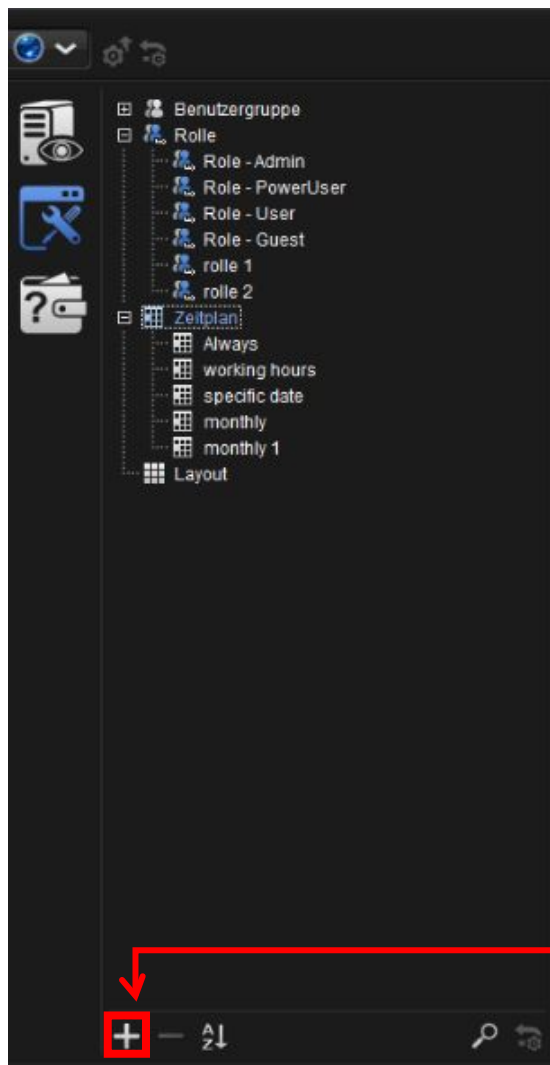 Benutzergruppe
Rolle
Role - Admin
Role - PowerUser
Role - User
Role - Guest
rolle 1
rolle 2
Zeitplan
Always
working hours
specific date
monthly
monthly 1
Layout